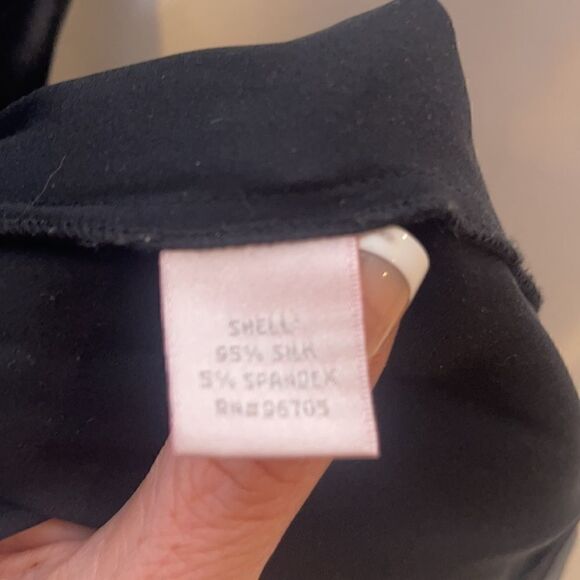 SHELL:
95% SILK
5% SPANDEX
RN#96705